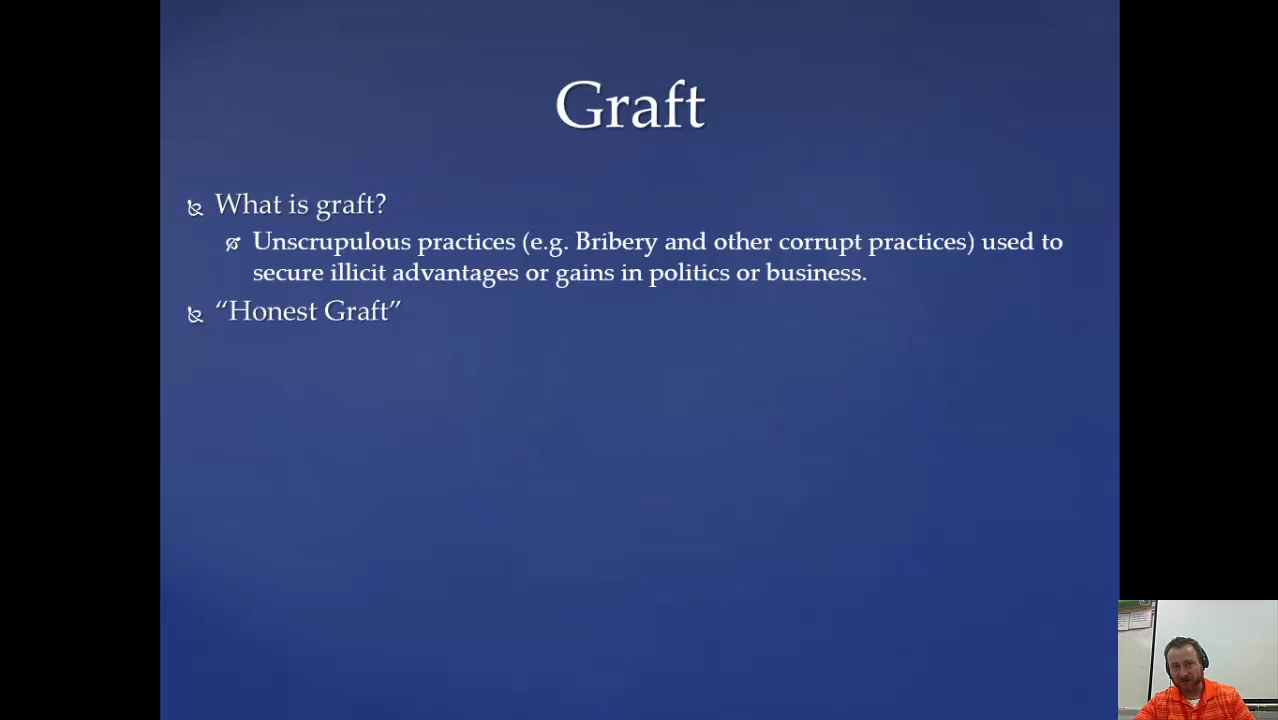 Graft
What is graft?
Unscrupulous practices (e.g. Bribery and other corrupt practices) used to
secure illicit advantages or gains in politics or business.
“Honest Graft”